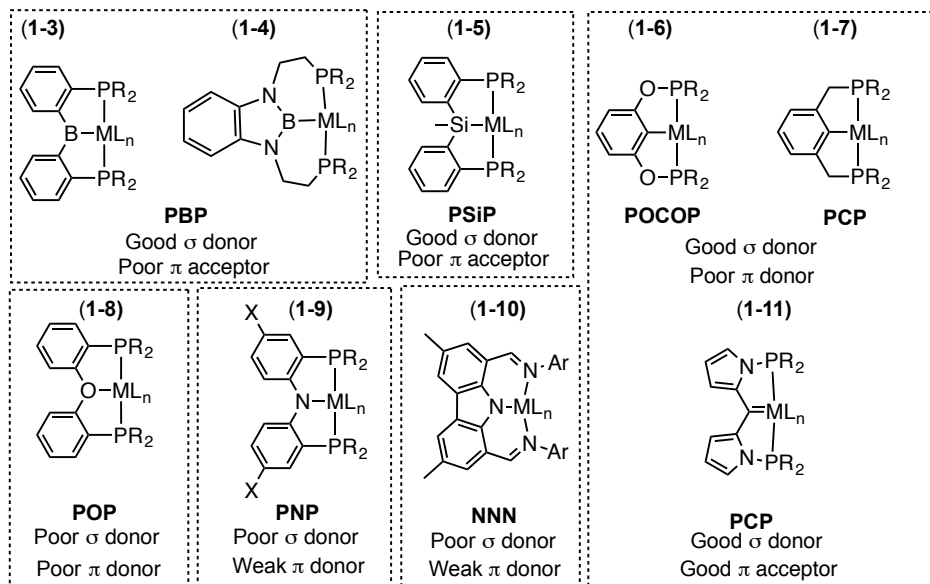 (1-3)
(1-4)
(1-5)
(1-6)
(1-7)
PR₂
B
MLₙ
PR₂
N
B
N
PR₂
MLₙ
PR₂
PR₂
Si
MLₙ
PR₂
O
PR₂
MLₙ
O
PR₂
PR₂
MLₙ
PR₂
PBP
Good σ donor
Poor π acceptor
PSiP
Good σ donor
Poor π acceptor
POCOP
PCP
Good σ donor
Poor π donor
(1-8)
(1-9)
(1-10)
(1-11)
PR₂
O
MLₙ
PR₂
X
PR₂
N
MLₙ
PR₂
X
N
Ar
N
MLₙ
N
Ar
N
PR₂
MLₙ
N
PR₂
POP
Poor σ donor
Poor π donor
PNP
Poor σ donor
Weak π donor
NNN
Poor σ donor
Weak π donor
PCP
Good σ donor
Good π acceptor